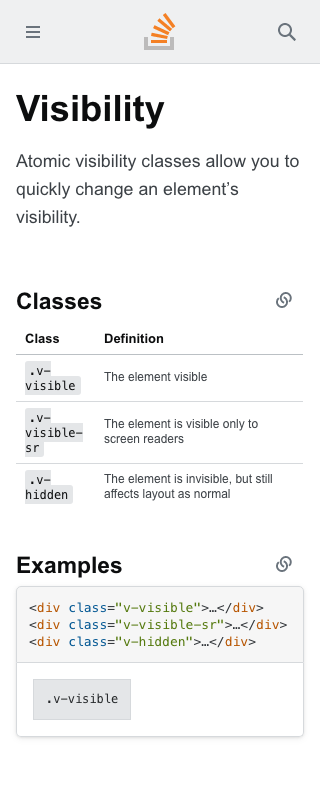 Visibility
Atomic visibility classes allow you to
quickly change an element’s
visibility.
Classes
Class Definition
.v-
visible
The element visible
.v-
visible-
sr
The element is visible only to
screen readers
.v-
hidden
The element is invisible, but still
affects layout as normal
Examples
<div class="v-visible">…</div>
<div class="v-visible-sr">…</div>
<div class="v-hidden">…</div>
.v-visible